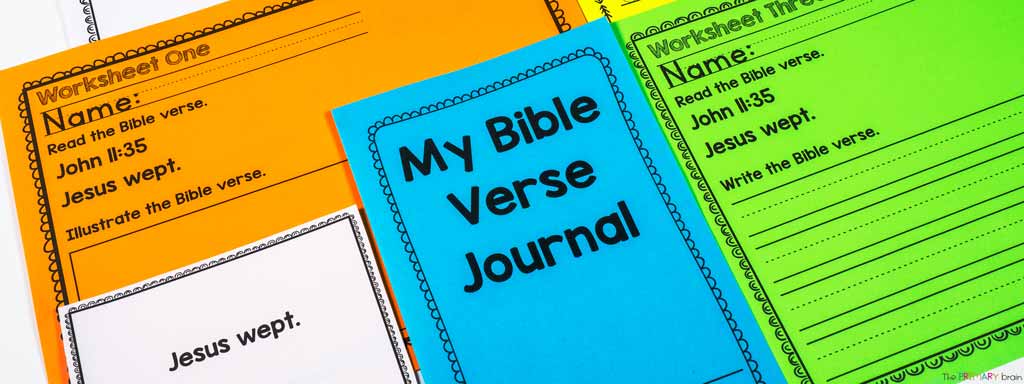 Worksheet One
Name:
Read the Bible verse.
John 11:35
Jesus wept.
Illustrate the Bible verse.
Jesus wept.
My Bible
Verse
Journal
Worksheet Three
Name:
Read the Bible verse.
John 11:35
Jesus wept.
Write the Bible verse.
The PRIMARY brain